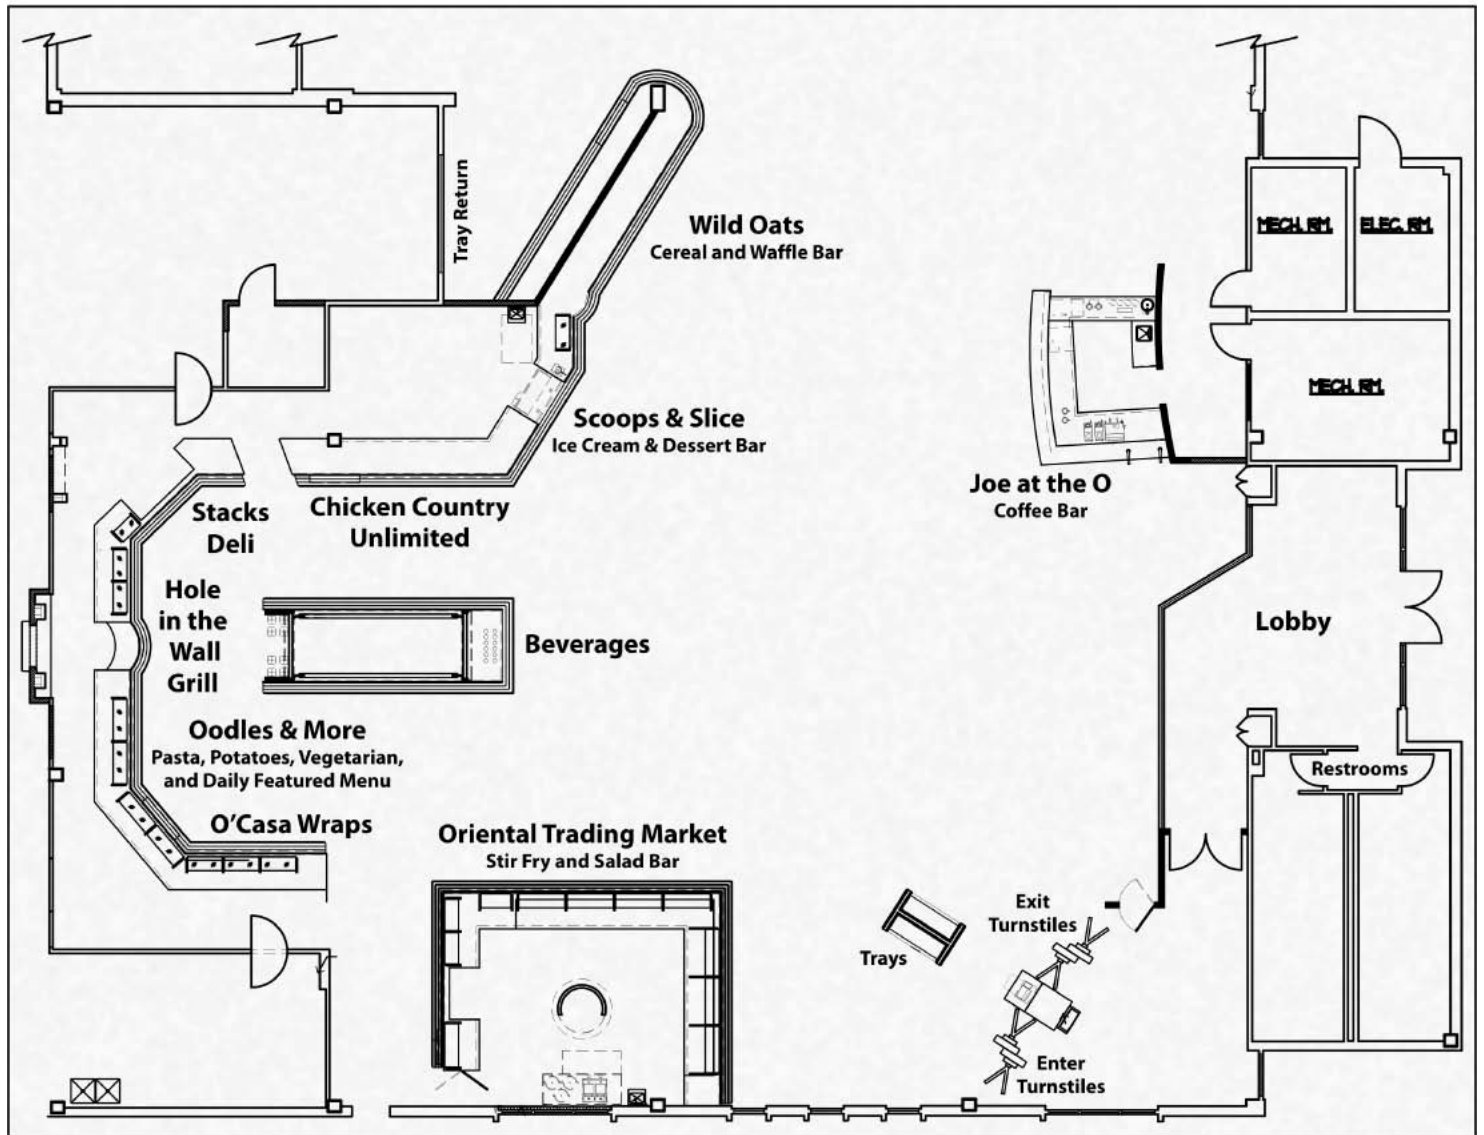 Tray Return
Wild Oats
Cereal and Waffle Bar
MECH. RM.
ELEC. RM.
MECH. RM.
Scoops & Slice
Ice Cream & Dessert Bar
Joe at the O
Coffee Bar
Stacks
Deli
Chicken Country
Unlimited
Hole
in the
Wall
Grill
Beverages
Lobby
Oodles & More
Pasta, Potatoes, Vegetarian,
and Daily Featured Menu
Restrooms
O'Casa Wraps
Oriental Trading Market
Stir Fry and Salad Bar
Exit
Turnstiles
Trays
Enter
Turnstiles